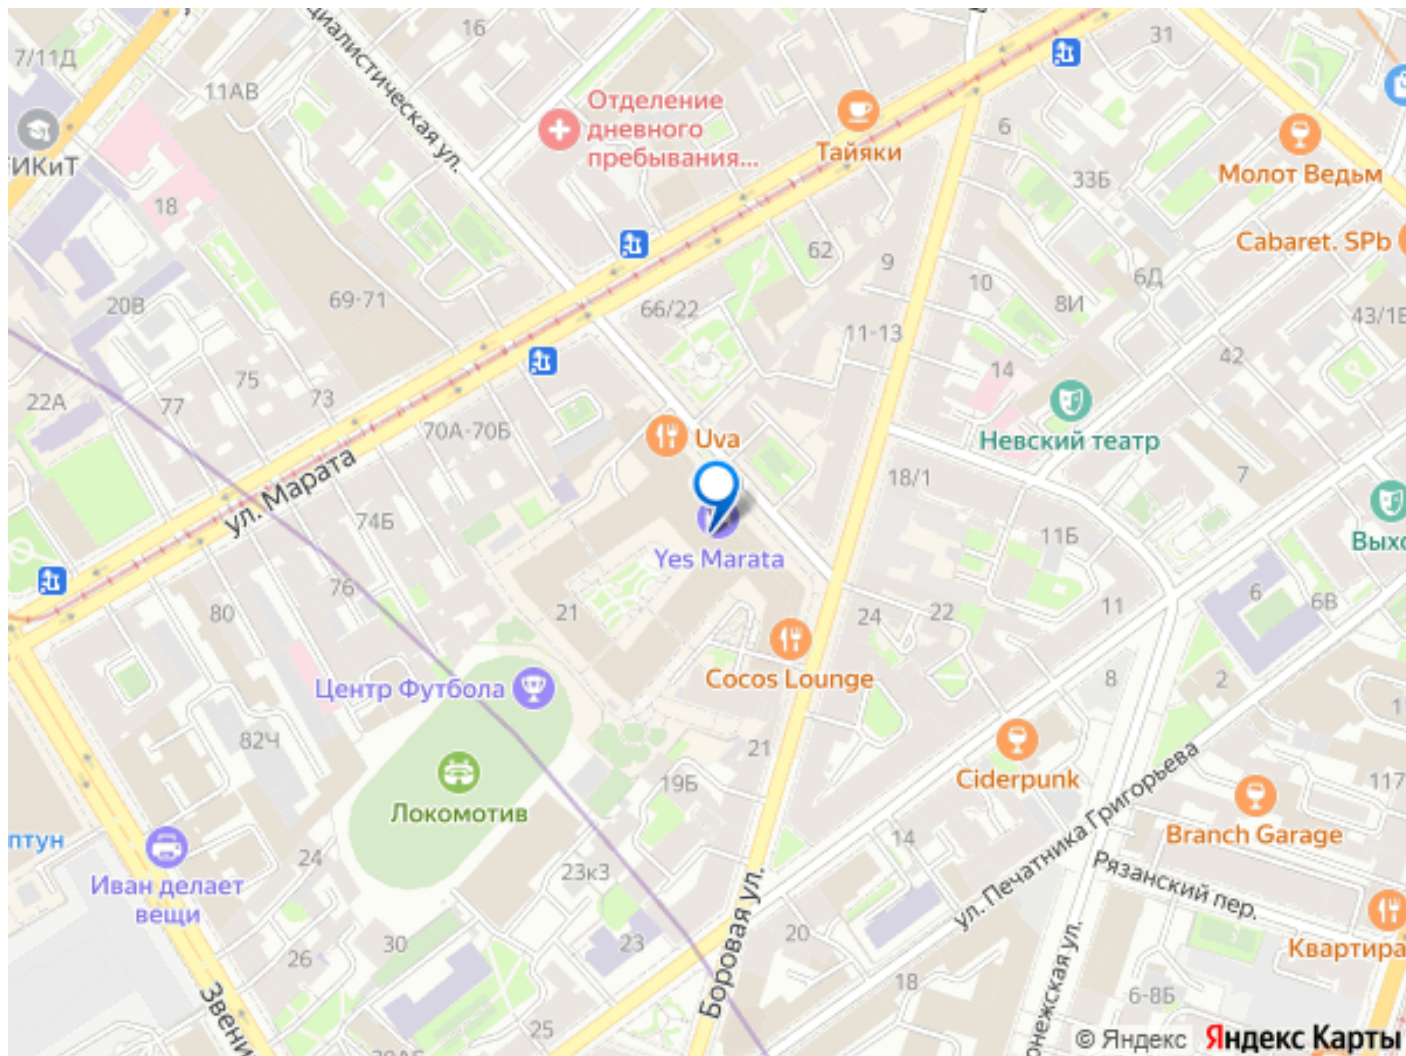 16
31
7/11Д
11АВ
циалистическая ул.
Отделение
дневного
пребывания...
Тайяки
6
Молот Ведьм
ИКиТ
33Б
18
62
9
Cabaret. SPb
10
6Д
20В
69-71
66/22
8И
11-13
42
75
14
73
22А
77
70А-70Б
Uva
Невский театр
ул. Марата
18/1
7
74Б
11Б
Yes Marata
76
80
21
24
22
11
6
6В
Центр Футбола
Cocos Lounge
8
2
82Ч
21
19Б
Ciderpunk
Локомотив
ул. Печатника Григорьева
117
птун
14
Branch Garage
24
23к3
Рязанский пер.
Иван делает
вещи
Боровая ул.
30
23
20
26
Квартира
18
Звени
25
6-8Б
онежская ул.
© Яндекс Яндекс Карты